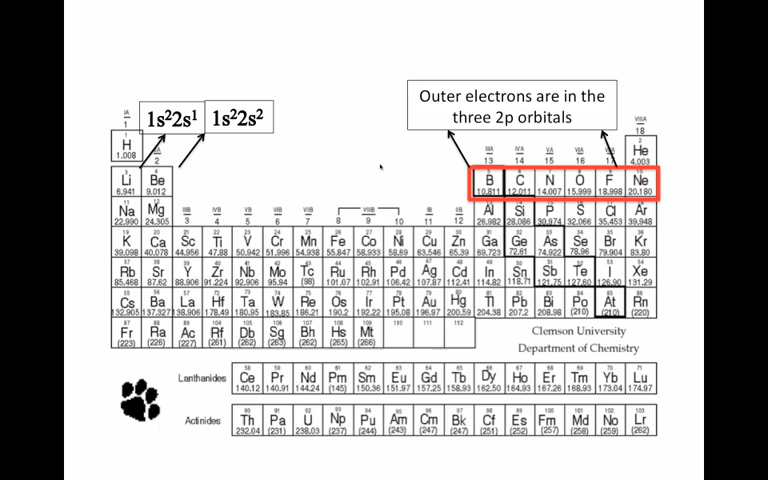 Outer electrons are in the
three 2p orbitals
1s²2s¹ 1s²2s²
IA VIIIA
1 18
H He
1.008 4.003
2 13 14 15 16
Li Be B C N O F Ne
6.941 9.012 10.811 12.011 14.007 15.999 18.998 20.180
Na Mg Al Si P S Cl Ar
22.990 24.305 26.982 28.086 30.974 32.066 35.453 39.948
IIIB IVB VB VIB VIIB VIIIB IB IIB
3 4 5 6 7 8 9 10 11 12
K Ca Sc Ti V Cr Mn Fe Co Ni Cu Zn Ga Ge As Se Br Kr
39.098 40.078 44.956 47.88 50.942 51.996 54.938 55.847 58.933 58.69 63.546 65.39 69.723 72.61 74.922 78.96 79.904 83.80
Rb Sr Y Zr Nb Mo Tc Ru Rh Pd Ag Cd In Sn Sb Te I Xe
85.468 87.62 88.906 91.224 92.906 95.94 (98) 101.07 102.91 106.42 107.87 112.41 114.82 118.71 121.75 127.60 126.90 131.29
Cs Ba La Hf Ta W Re Os Ir Pt Au Hg Tl Pb Bi Po At Rn
132.905 137.327 138.906 178.49 180.95 183.85 186.21 190.2 192.22 195.08 196.97 200.59 204.38 207.2 208.98 (210) (210) (220)
Fr Ra Ac Rf Db Sg Bh Hs Mt 110 111 112
(223) (226) (227) (261) (262) (263) (262) (265) (266)
Clemson University
Department of Chemistry
Lanthanides Ce Pr Nd Pm Sm Eu Gd Tb Dy Ho Er Tm Yb Lu
140.12 140.91 144.24 (145) 150.36 151.97 157.25 158.93 162.50 164.93 167.26 168.93 173.04 174.97
Actinides Th Pa U Np Pu Am Cm Bk Cf Es Fm Md No Lr
232.04 (231) 238.03 (237) (244) (243) (247) (247) (251) (252) (257) (258) (259) (262)